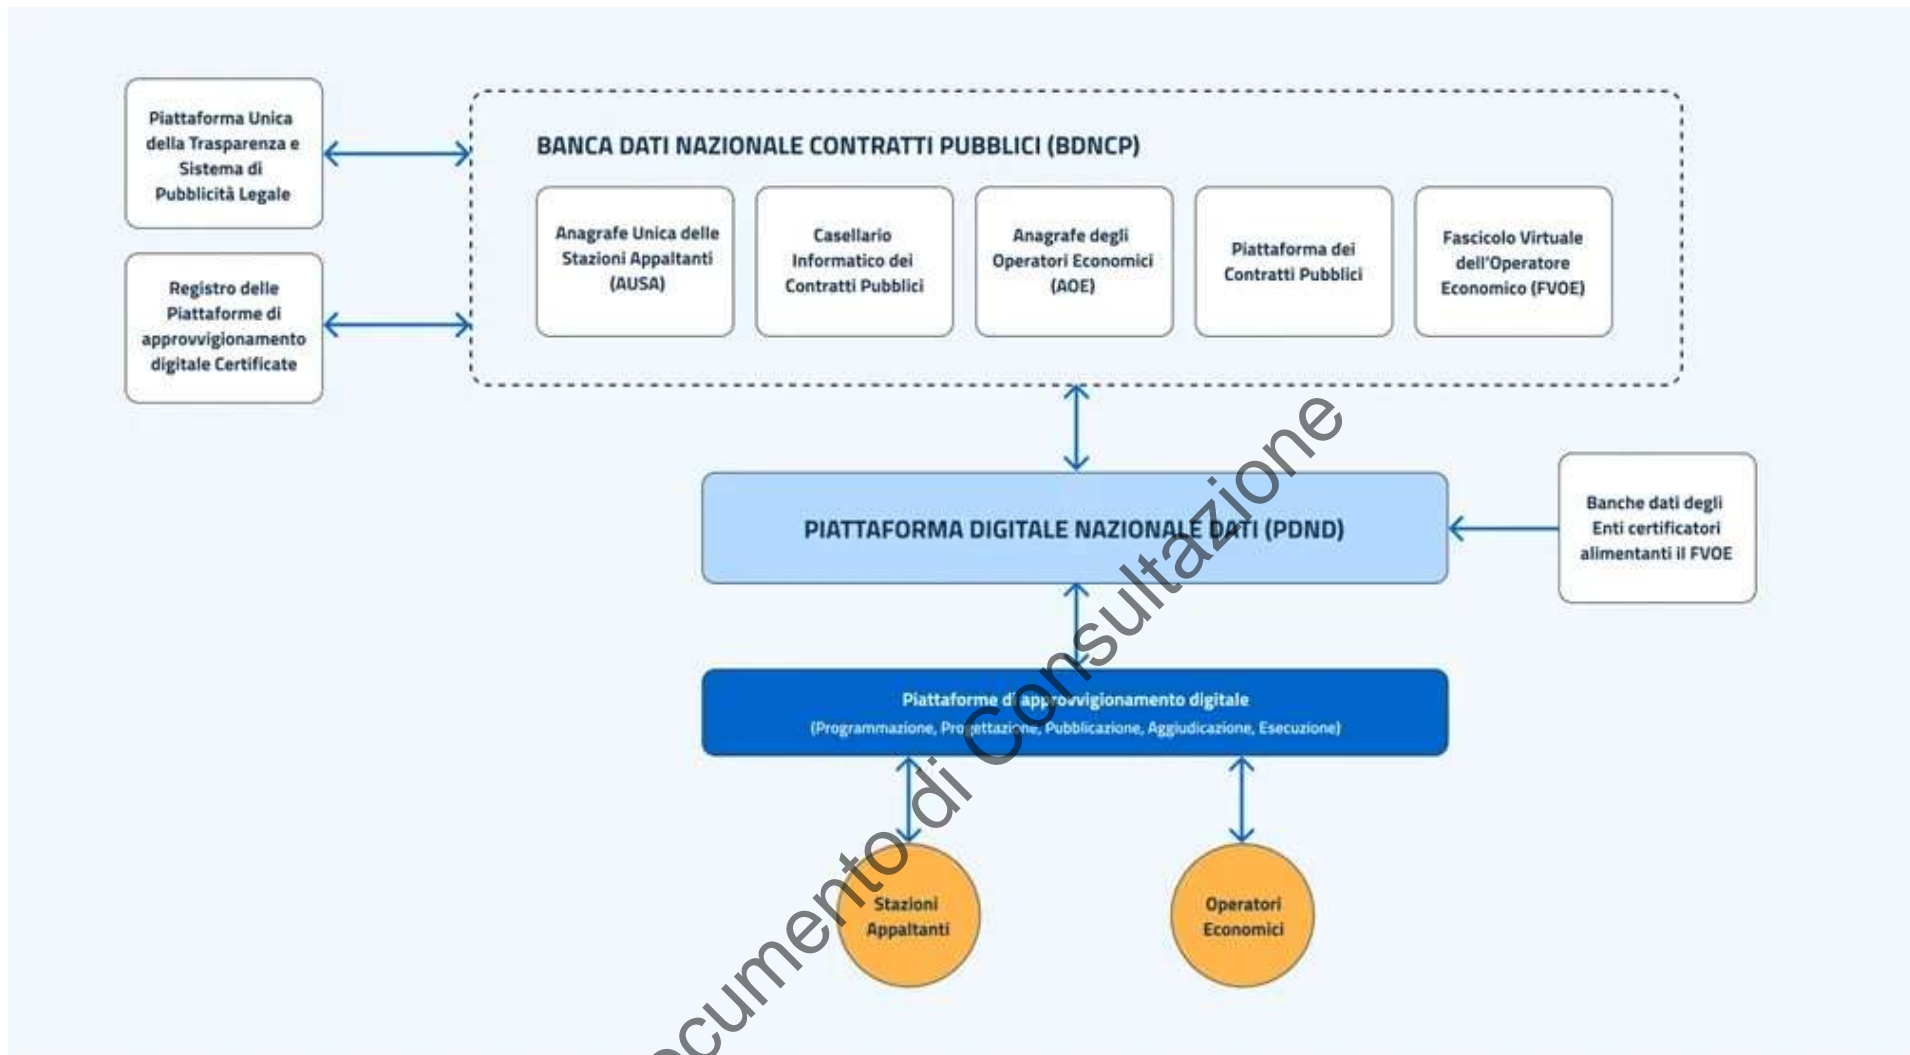 Piattaforma Unica
della Trasparenza e
Sistema di
Pubblicità Legale
Registro delle
Piattaforme di
approvvigionamento
digitale Certificate
BANCA DATI NAZIONALE CONTRATTI PUBBLICI (BDNCP)
Anagrafe Unica delle
Stazioni Appaltanti
(AUSA)
Casellario
Informatico dei
Contratti Pubblici
Anagrafe degli
Operatori Economici
(AOE)
Piattaforma dei
Contratti Pubblici
Fascicolo Virtuale
dell'Operatore
Economico (FVOE)
PIATTAFORMA DIGITALE NAZIONALE DATI (PDND)
Banche dati degli
Enti certificatori
alimentanti il FVOE
Piattaforme di approvvigionamento digitale
(Programmazione, Progettazione, Pubblicazione, Aggiudicazione, Esecuzione)
Stazioni
Appaltanti
Operatori
Economici
ocumento di Consultazione